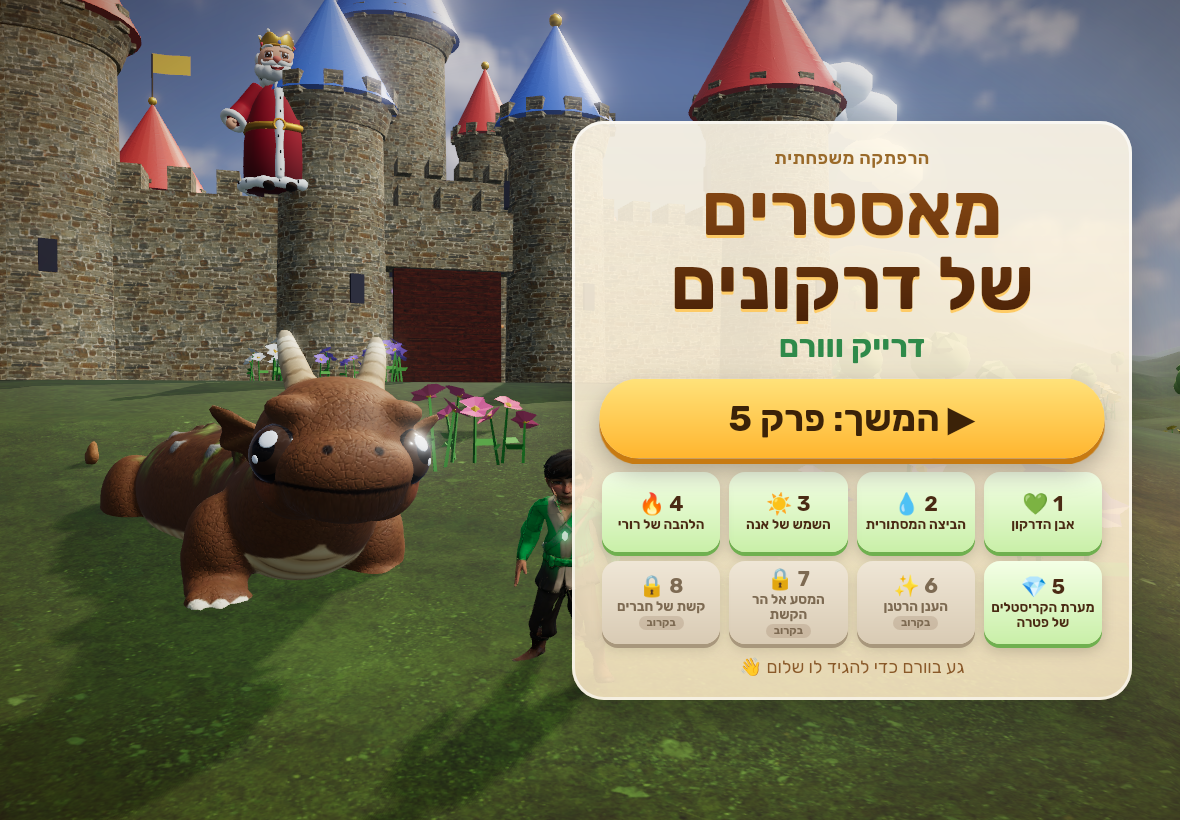 הרפתקה משפחתית
מאסטרים
של דרקונים
דרייק ווורם
▶ המשך: פרק 5
1 💚
אבן הדרקון
2 💧
הביצה המסתורית
3 ☀️
השמש של אנה
4 🔥
הלהבה של רורי
5 💎
מערת הקריסטלים
של פטרה
6 ✨
הענן הרטגן
בקרוב
7 🔒
המסע אל הר
הקשת
בקרוב
8 🔒
קשת של חברים
בקרוב
גע בוורם כדי להגיד לו שלום 👋